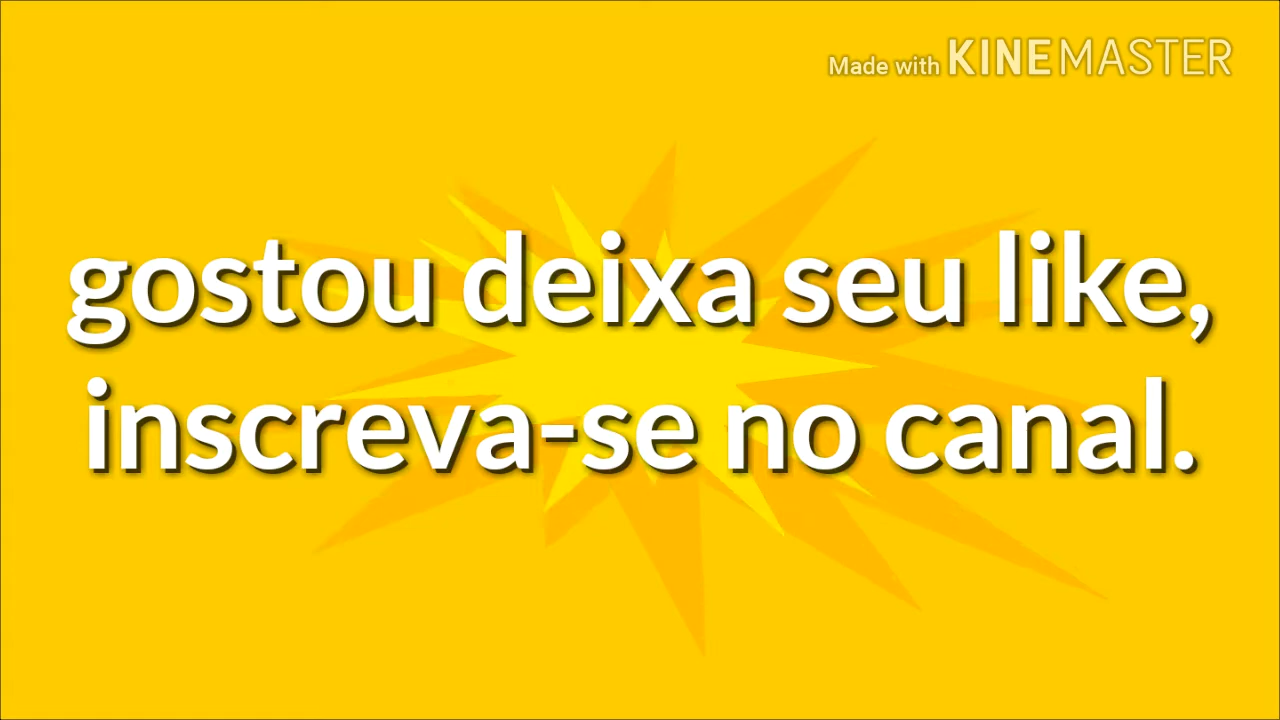 Made with KINEMASTER
gostou deixa seu like,
inscreva-se no canal.